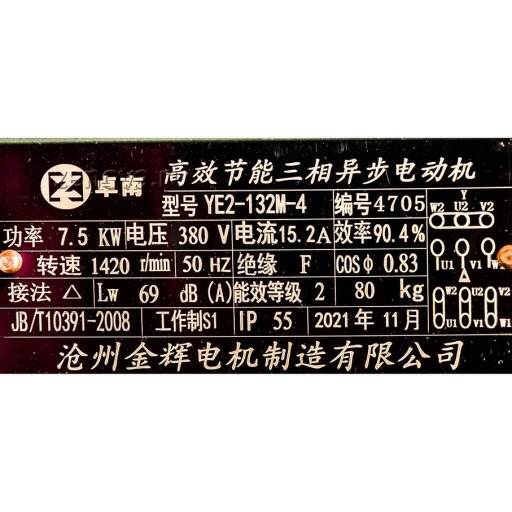 卓南 高效节能三相异步电动机
型号 YE2-132M-4 编号4705
功率 7.5 KW 电压 380 V 电流15.2A 效率90.4%
转速 1420 r/min 50 HZ 绝缘 F COSφ 0.83
接法 △ Lw 69 dB(A) 能效等级 2 80 kg
JB/T10391-2008 工作制S1 IP 55 2021年11月
沧州金辉电机制造有限公司
Y
W2 U2 V2
U1 V1 W1
△
W2 U2 V2
U1 V1 W1